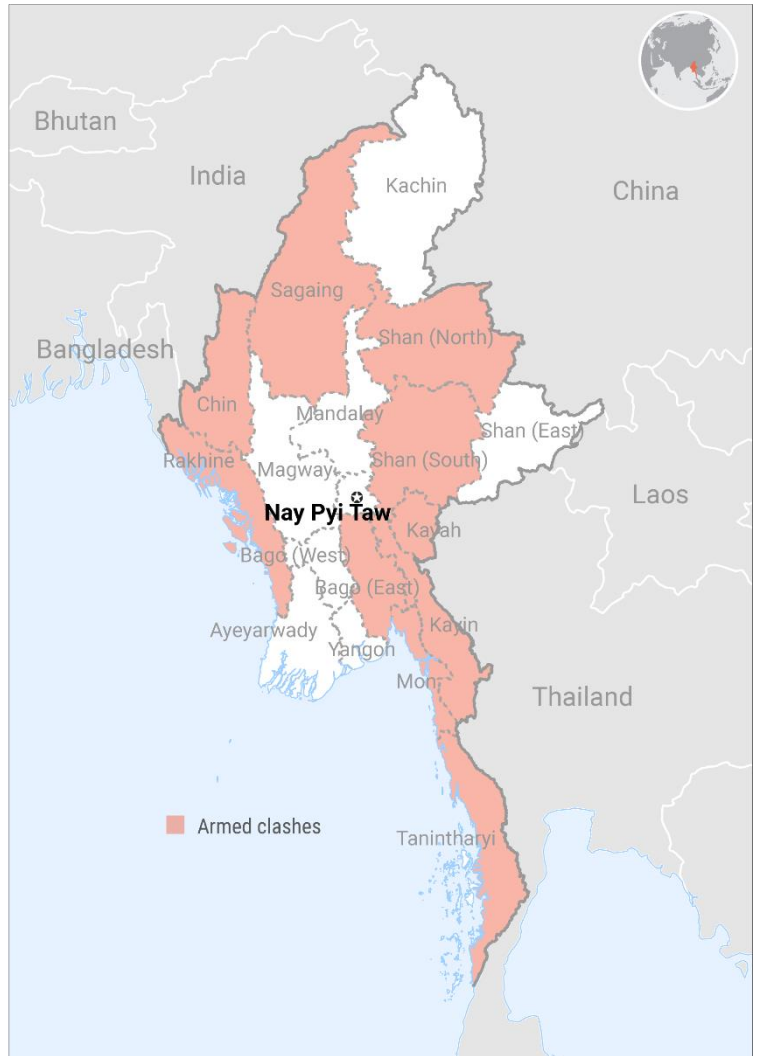 Bhutan
India
Kachin
China
Sagaing
Shan (North)
Bangladesh
Chin
Mandalay
Shan (East)
Rakhine
Magway
Shan (South)
Laos
Nay Pyi Taw
Kayah
Bago (West)
Bago (East)
Ayeyarwady
Kayin
Yangon
Mon
Thailand
Armed clashes
Tanintharyi